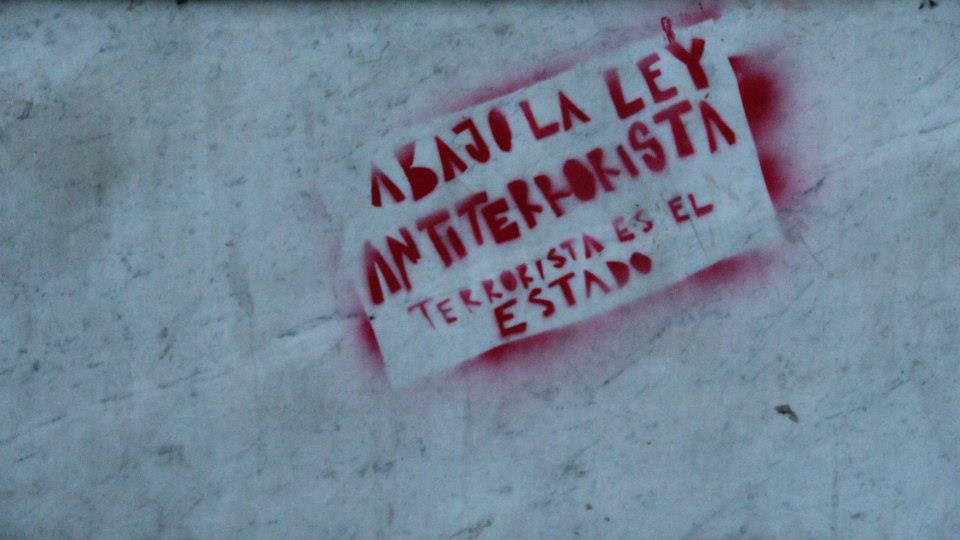 ABAJO LA LEY
ANTITERRORISTA
TERRORISTA ES EL
ESTADO